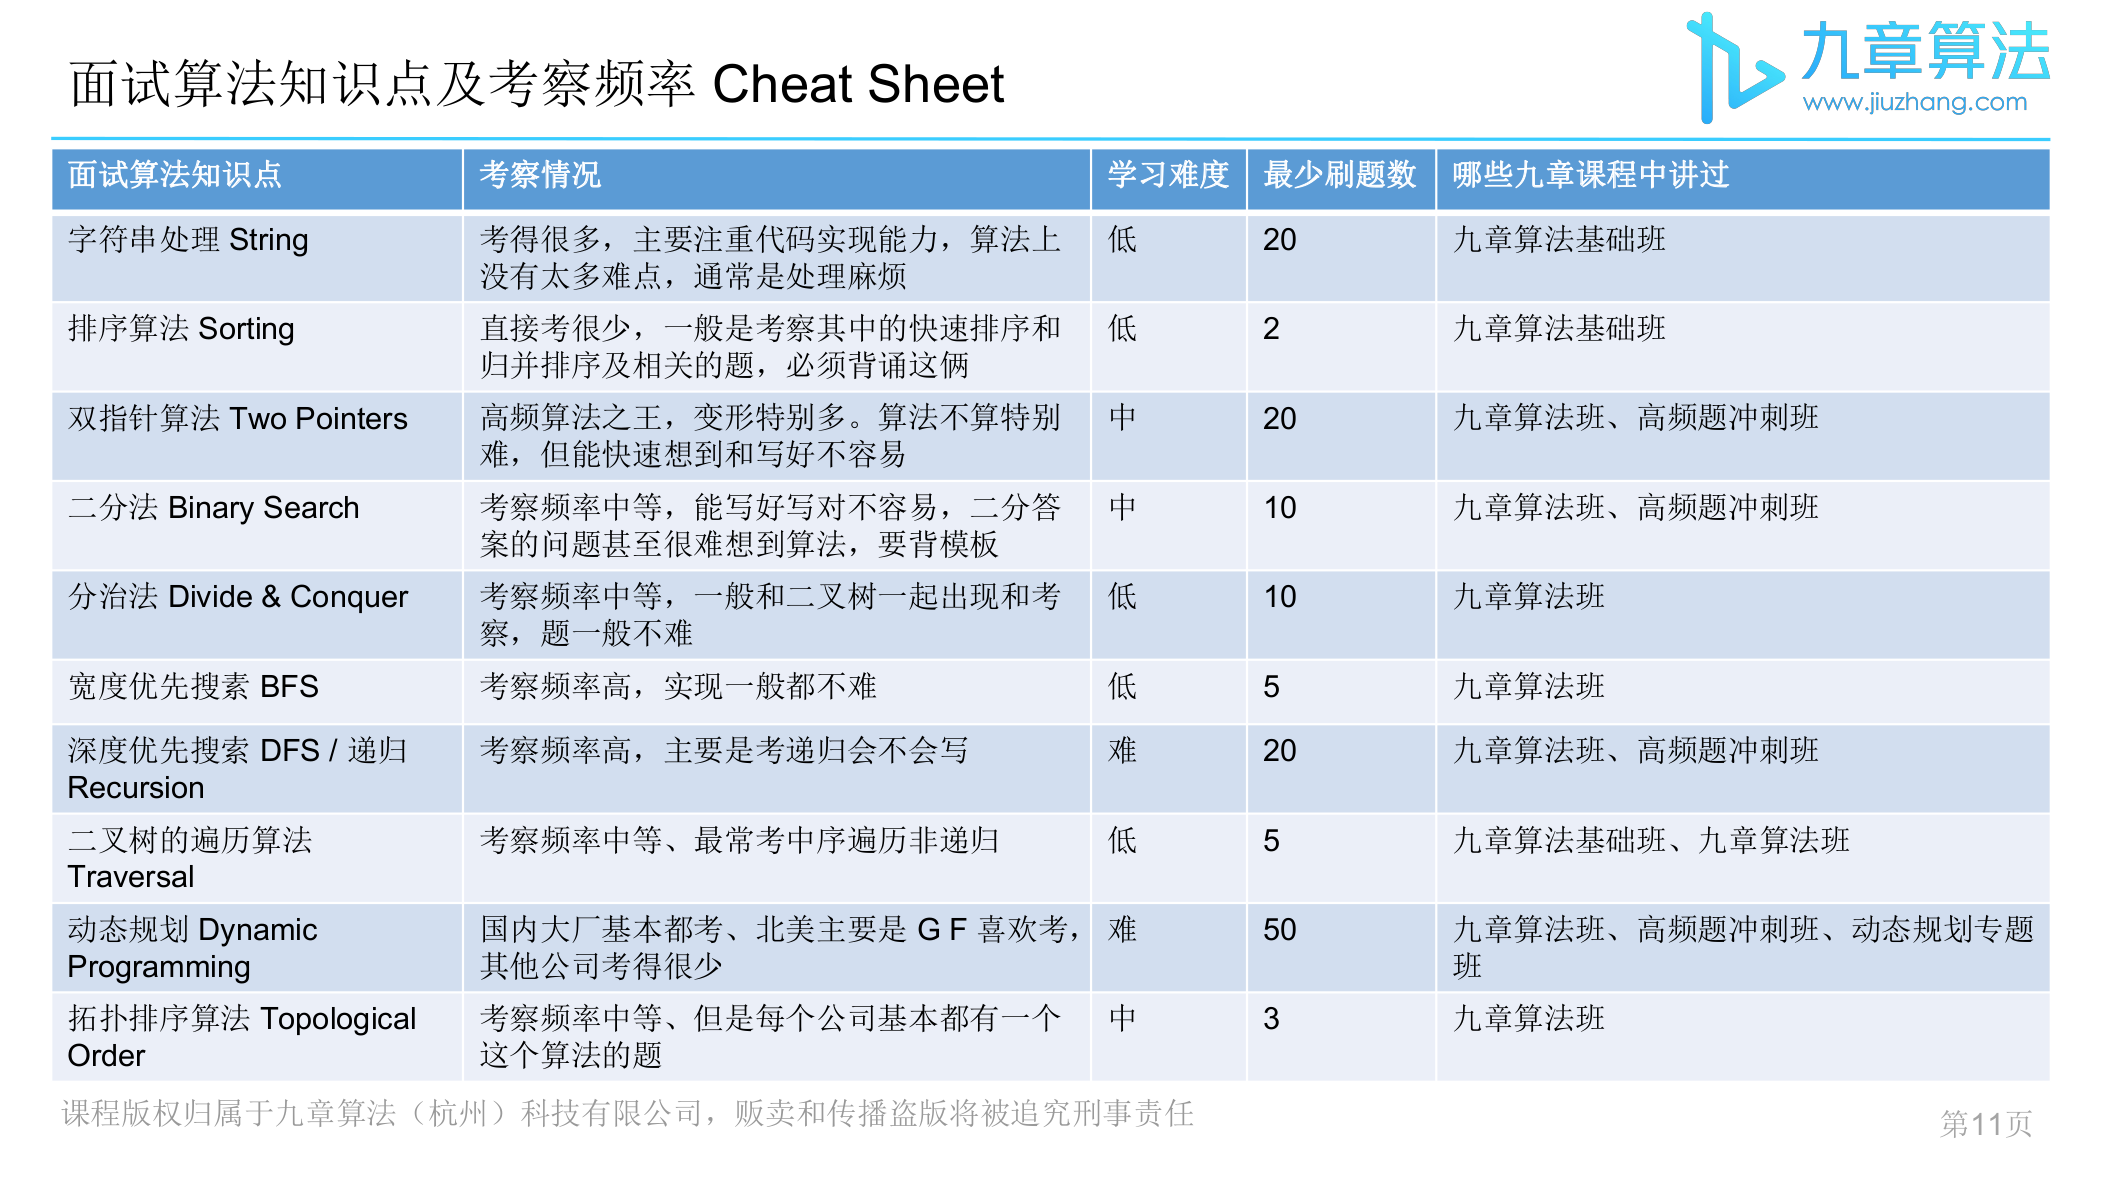 面试算法知识点及考察频率 Cheat Sheet
九章算法
www.jiuzhang.com
面试算法知识点 考察情况 学习难度 最少刷题数 哪些九章课程中讲过
字符串处理 String 考得很多，主要注重代码实现能力，算法上 低 20 九章算法基础班
没有太多难点，通常是处理麻烦
排序算法 Sorting 直接考很少，一般是考察其中的快速排序和 低 2 九章算法基础班
归并排序及相关的题，必须背诵这俩
双指针算法 Two Pointers 高频算法之王，变形特别多。算法不算特别 中 20 九章算法班、高频题冲刺班
难，但能快速想到和写好不容易
二分法 Binary Search 考察频率中等，能写好写对不容易，二分答 中 10 九章算法班、高频题冲刺班
案的问题甚至很难想到算法，要背模板
分治法 Divide & Conquer 考察频率中等，一般和二叉树一起出现和考 低 10 九章算法班
察，题一般不难
宽度优先搜素 BFS 考察频率高，实现一般都不难 低 5 九章算法班
深度优先搜索 DFS / 递归 考察频率高，主要是考递归会不会写 难 20 九章算法班、高频题冲刺班
Recursion
二叉树的遍历算法 考察频率中等、最常考中序遍历非递归 低 5 九章算法基础班、九章算法班
Traversal
动态规划 Dynamic 国内大厂基本都考、北美主要是 G F 喜欢考， 难 50 九章算法班、高频题冲刺班、动态规划专题
Programming 其他公司考得很少 班
拓扑排序算法 Topological 考察频率中等、但是每个公司基本都有一个 中 3 九章算法班
Order 这个算法的题
课程版权归属于九章算法（杭州）科技有限公司，贩卖和传播盗版将被追究刑事责任
第11页